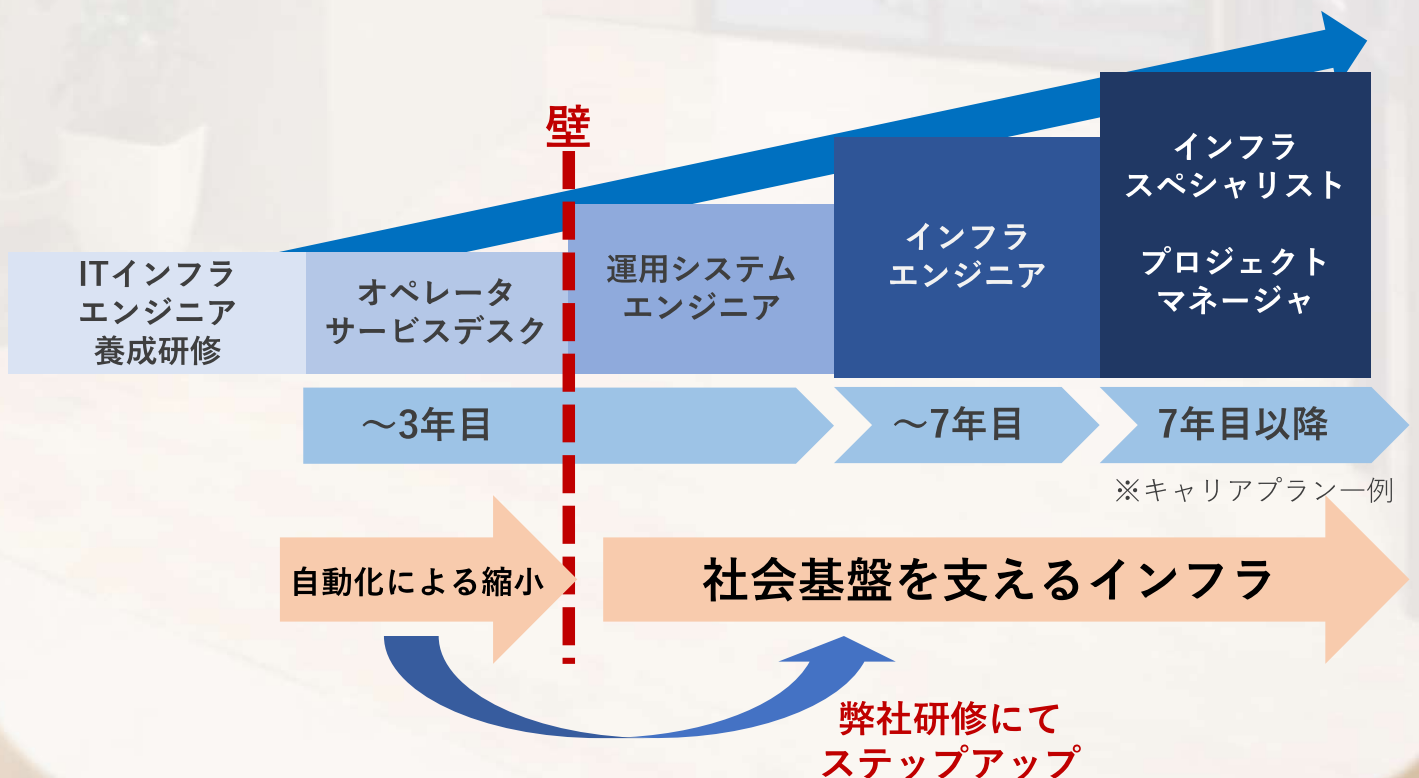 壁
ITインフラ
エンジニア
養成研修
オペレータ
サービスデスク
運用システム
エンジニア
インフラ
エンジニア
インフラ
スペシャリスト
プロジェクト
マネージャ
～3年目
～7年目
7年目以降
※キャリアプラン一例
自動化による縮小
社会基盤を支えるインフラ
弊社研修にて
ステップアップ